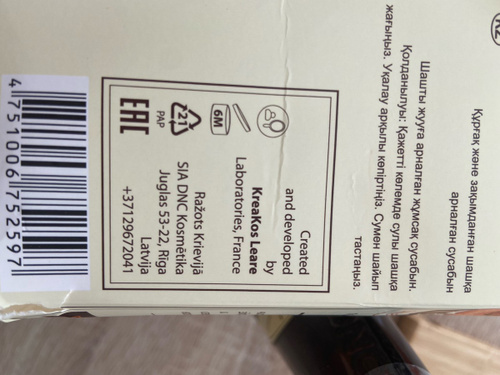 KZ
Құрғақ және зақымданған шашқа
арналған сусабын
Шашты жууға арналған жұмсақ сусабын.
Қолданылуы: Қажетті көлемде сулы шашқа
жағыңыз. Уқалау арқылы көпіртіңіз. Сумен шайып
тастаңыз.
Created
and developed
by
KreaKos Leare
Laboratories, France
6M
21
PAP
EAC
Ražots Krievijā
SIA DNC Kosmētika
Juglas 53-22, Rīga
Latvija
+37129672041
4751006752597